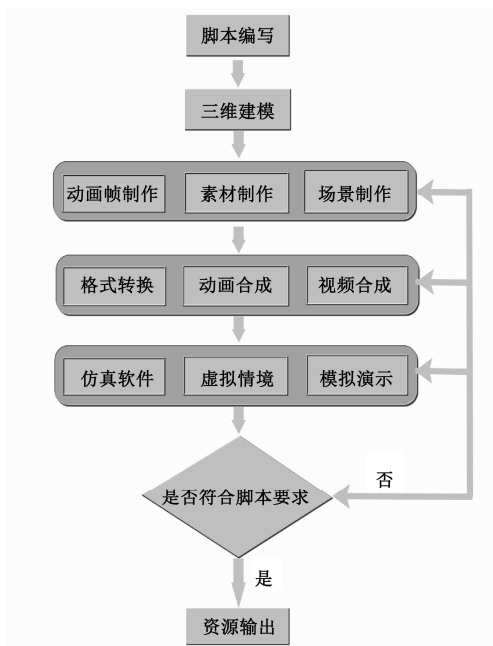 脚本编写
三维建模
动画帧制作 素材制作 场景制作
格式转换 动画合成 视频合成
仿真软件 虚拟情境 模拟演示
否
是否符合脚本要求
是
资源输出